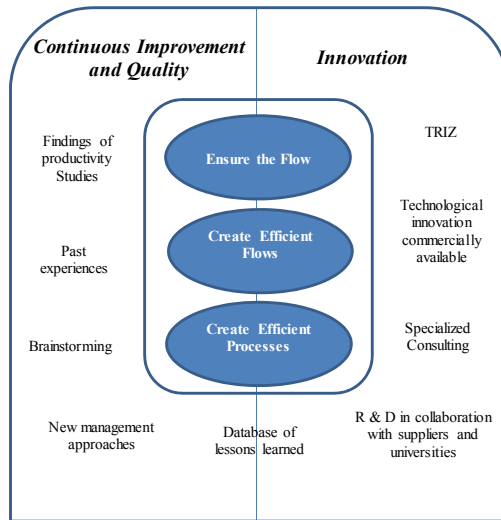 Continuous Improvement
and Quality
Innovation
Findings of
productivity
Studies
Ensure the Flow
TRIZ
Past
experiences
Create Efficient
Flows
Technological
innovation
commercially
available
Brainstorming
Create Efficient
Processes
Specialized
Consulting
New management
approaches
Database of
lessons learned
R & D in collaboration
with suppliers and
universities